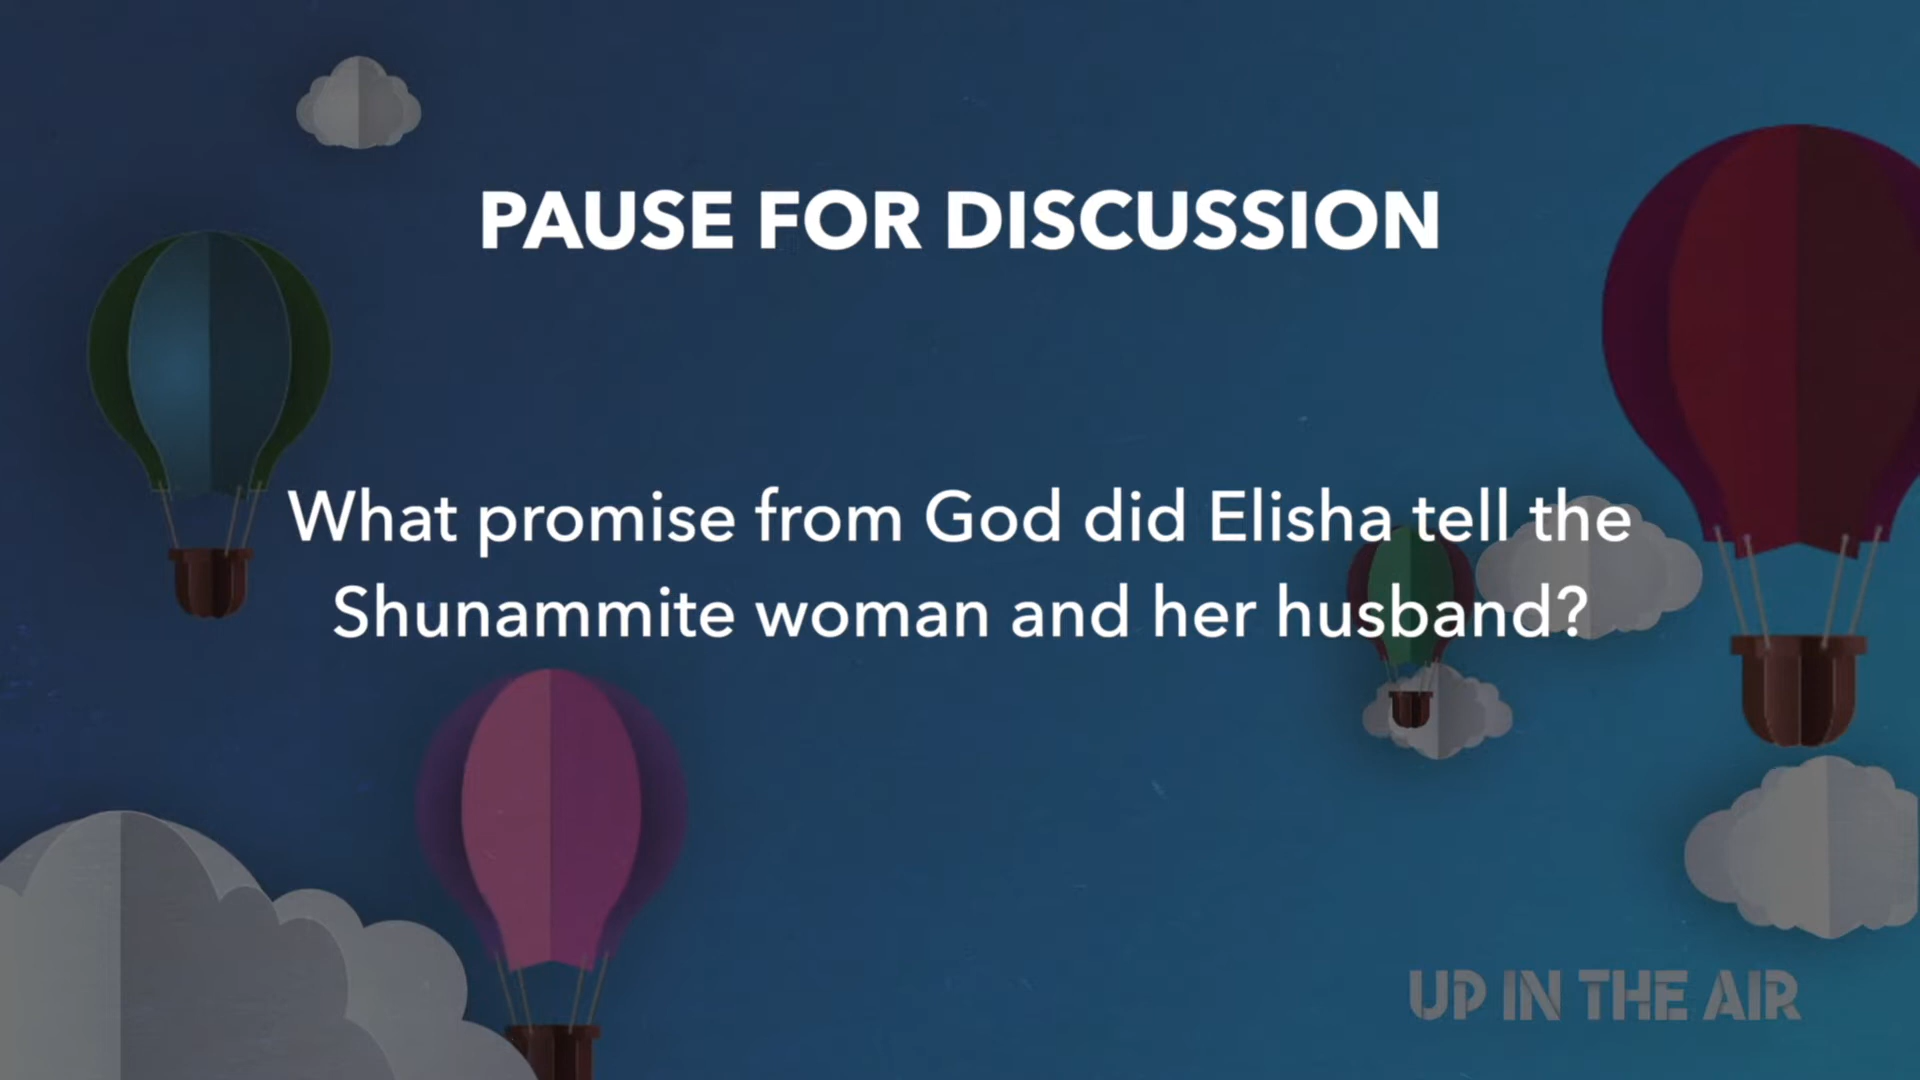 PAUSE FOR DISCUSSION
What promise from God did Elisha tell the
Shunammite woman and her husband?
UP IN THE AIR